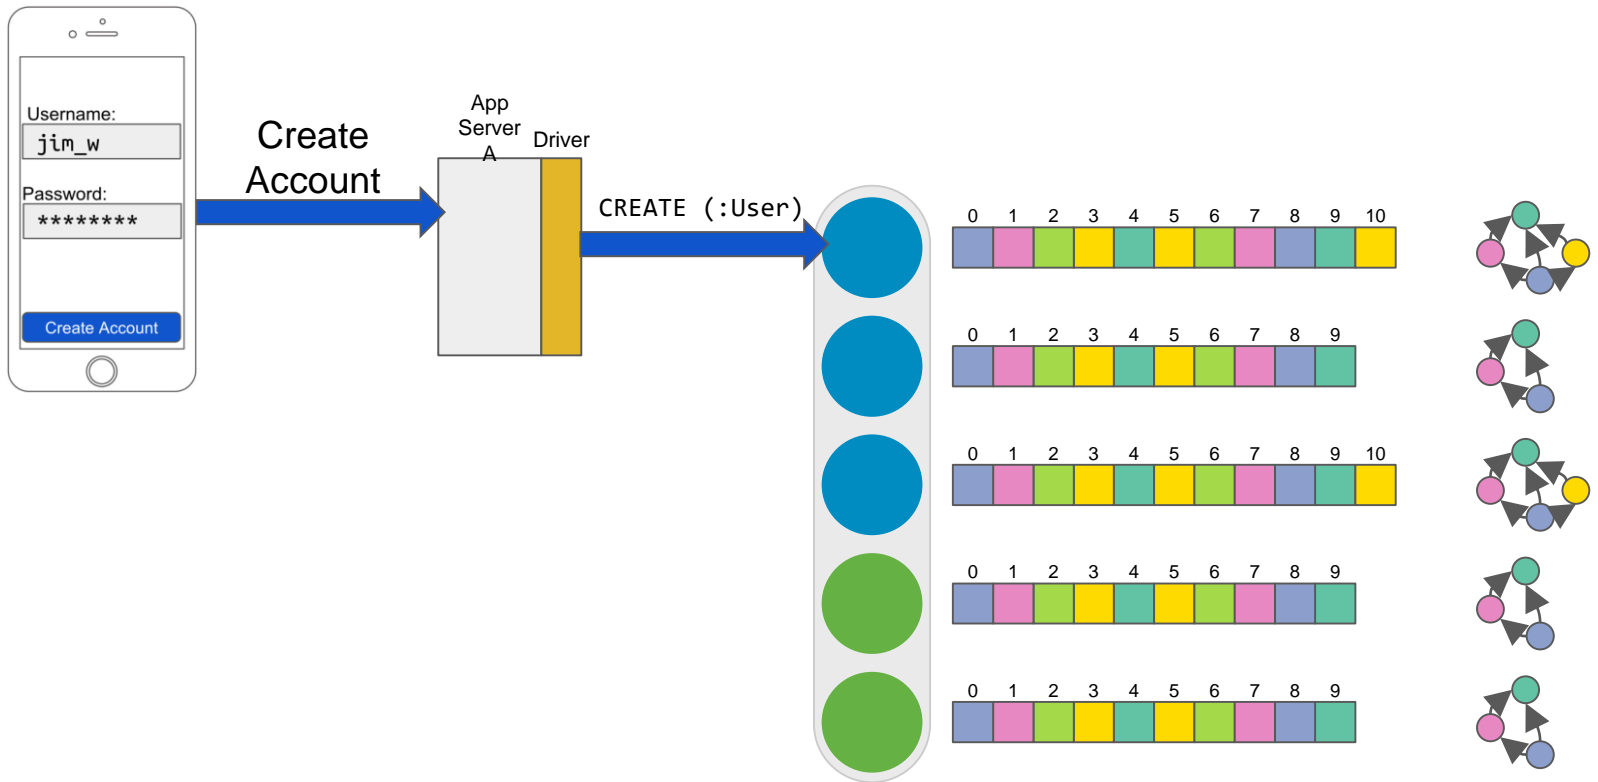 Username:
jim_w
Password:
********
Create Account
Create
Account
App
Server
A
Driver
CREATE (:User)
0 1 2 3 4 5 6 7 8 9 10
0 1 2 3 4 5 6 7 8 9
0 1 2 3 4 5 6 7 8 9 10
0 1 2 3 4 5 6 7 8 9
0 1 2 3 4 5 6 7 8 9